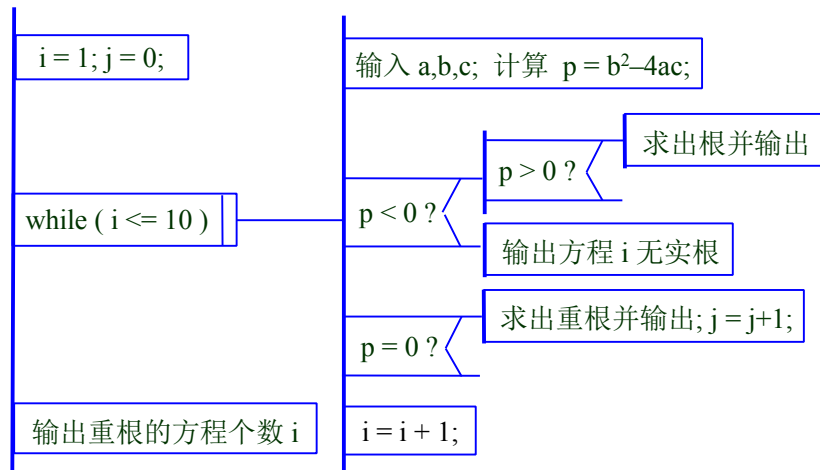 i = 1; j = 0;
while ( i <= 10 )
输出重根的方程个数 i
输入 a,b,c; 计算 p = b²–4ac;
p < 0 ?
p > 0 ?
求出根并输出
输出方程 i 无实根
p = 0 ?
求出重根并输出; j = j+1;
i = i + 1;